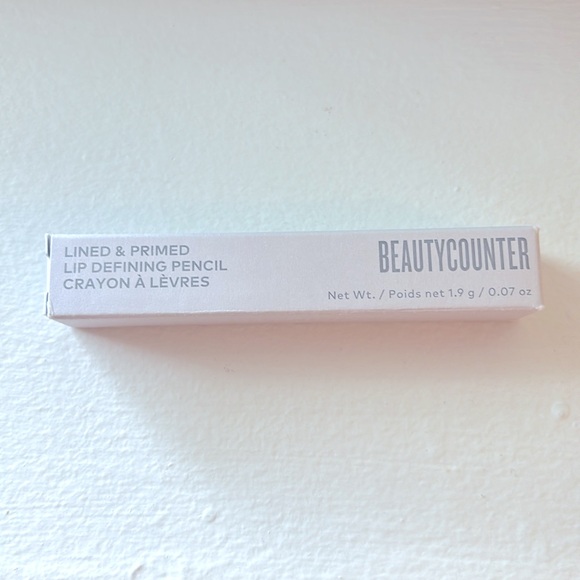 LINED & PRIMED
LIP DEFINING PENCIL
CRAYON À LÈVRES
BEAUTYCOUNTER
Net Wt. / Poids net 1.9 g / 0.07 oz